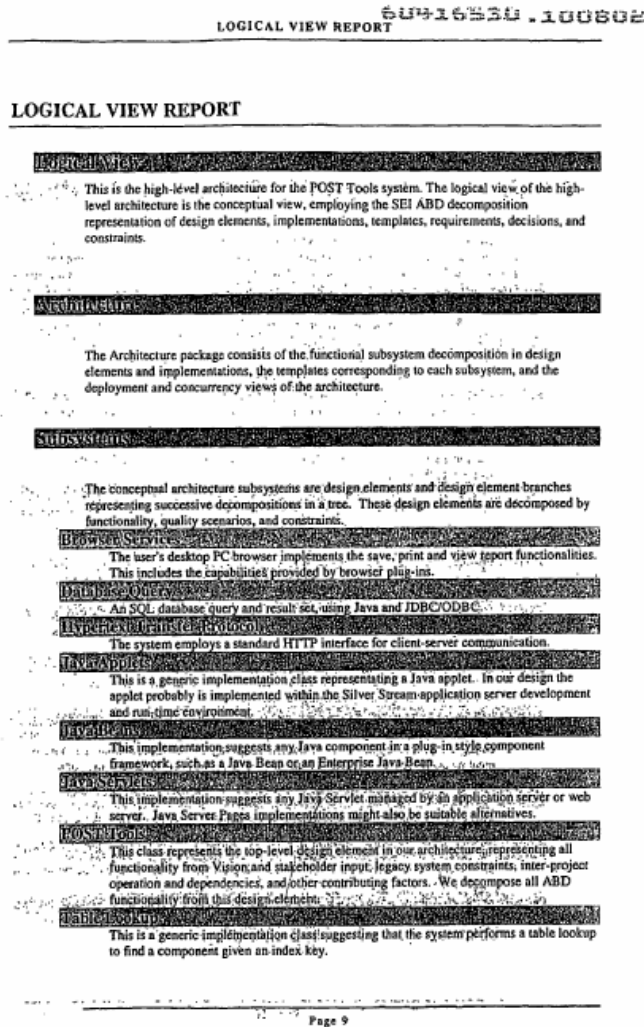 LOGICAL VIEW REPORT
60416530.100802
LOGICAL VIEW REPORT
Logical View
This is the high-level architecture for the POST Tools system. The logical view of the high-
level architecture is the conceptual view, employing the SEI ABD decomposition
representation of design elements, implementations, templates, requirements, decisions, and
constraints.
Architecture
The Architecture package consists of the functional subsystem decomposition in design
elements and implementations, the templates corresponding to each subsystem, and the
deployment and concurrency views of the architecture.
Subsystems
The conceptual architecture subsystems are design elements and design element branches
representing successive decompositions in a tree. These design elements are decomposed by
functionality, quality scenarios, and constraints.
Browser Services
The user's desktop PC browser implements the save, print and view report functionalities.
This includes the capabilities provided by browser plug-ins.
Database Query
An SQL database query and result set, using Java and JDBC/ODBC.
Hypertext Transfer Protocol
The system employs a standard HTTP interface for client-server communication.
Java Applets
This is a generic implementation class representating a Java applet. In our design the
applet probably is implemented within the Silver Stream application server development
and run-time environment.
Java Beans
This implementation suggests any Java component in a plug-in style component
framework, such as a Java Bean or an Enterprise Java Bean.
Java Servlets
This implementation suggests any Java Servlet managed by an application server or web
server. Java Server Pages implementations might also be suitable alternatives.
POST Tools
This class represents the top-level design element in our architecture, representing all
functionality from Vision and stakeholder input, legacy system constraints, inter-project
operation and dependencies, and other contributing factors. We decompose all ABD
functionality from this design element.
Table Lookup
This is a generic implementation class suggesting that the system performs a table lookup
to find a component given an index key.
Page 9